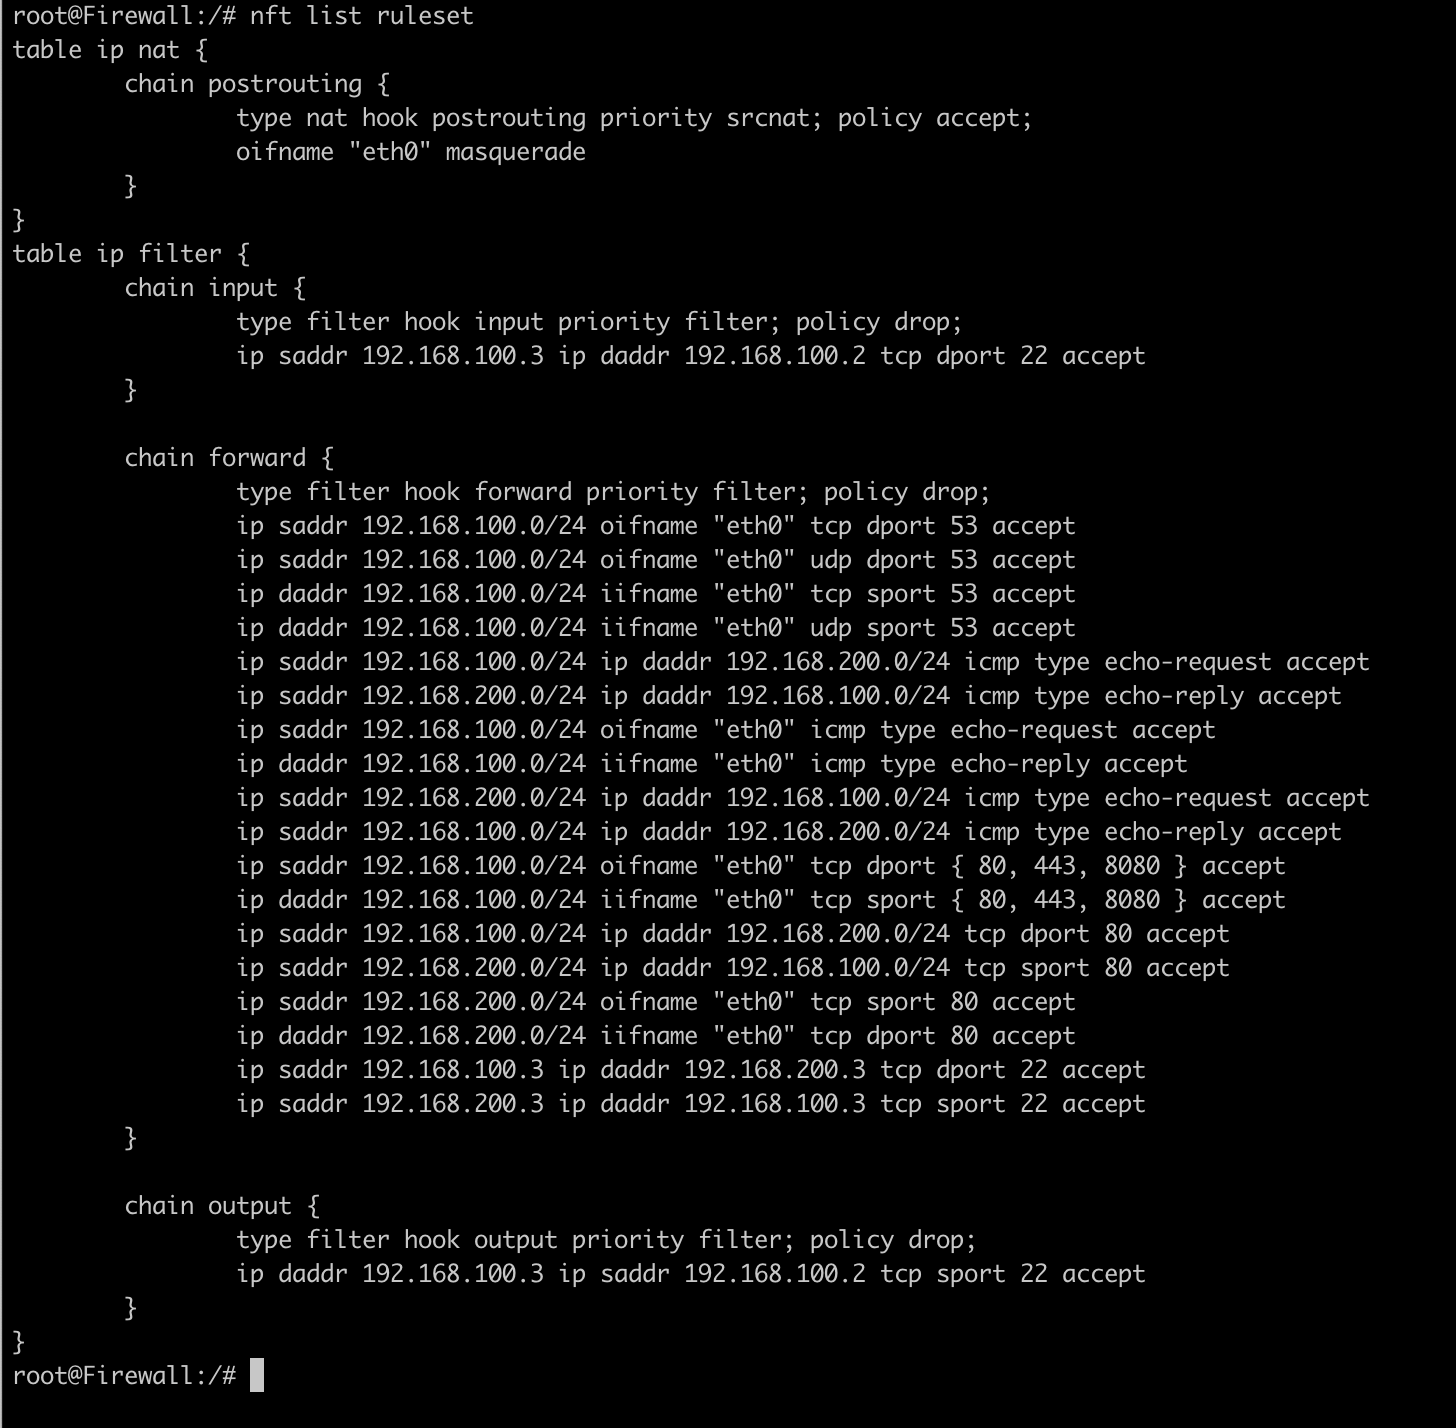 root@Firewall:/# nft list ruleset
table ip nat {
        chain postrouting {
                type nat hook postrouting priority srcnat; policy accept;
                oifname "eth0" masquerade
        }
}
table ip filter {
        chain input {
                type filter hook input priority filter; policy drop;
                ip saddr 192.168.100.3 ip daddr 192.168.100.2 tcp dport 22 accept
        }

        chain forward {
                type filter hook forward priority filter; policy drop;
                ip saddr 192.168.100.0/24 oifname "eth0" tcp dport 53 accept
                ip saddr 192.168.100.0/24 oifname "eth0" udp dport 53 accept
                ip daddr 192.168.100.0/24 iifname "eth0" tcp sport 53 accept
                ip daddr 192.168.100.0/24 iifname "eth0" udp sport 53 accept
                ip saddr 192.168.100.0/24 ip daddr 192.168.200.0/24 icmp type echo-request accept
                ip saddr 192.168.200.0/24 ip daddr 192.168.100.0/24 icmp type echo-reply accept
                ip saddr 192.168.100.0/24 oifname "eth0" icmp type echo-request accept
                ip daddr 192.168.100.0/24 iifname "eth0" icmp type echo-reply accept
                ip saddr 192.168.200.0/24 ip daddr 192.168.100.0/24 icmp type echo-request accept
                ip saddr 192.168.100.0/24 ip daddr 192.168.200.0/24 icmp type echo-reply accept
                ip saddr 192.168.100.0/24 oifname "eth0" tcp dport { 80, 443, 8080 } accept
                ip daddr 192.168.100.0/24 iifname "eth0" tcp sport { 80, 443, 8080 } accept
                ip saddr 192.168.100.0/24 ip daddr 192.168.200.0/24 tcp dport 80 accept
                ip saddr 192.168.200.0/24 ip daddr 192.168.100.0/24 tcp sport 80 accept
                ip saddr 192.168.200.0/24 oifname "eth0" tcp sport 80 accept
                ip daddr 192.168.200.0/24 iifname "eth0" tcp dport 80 accept
                ip saddr 192.168.100.3 ip daddr 192.168.200.3 tcp dport 22 accept
                ip saddr 192.168.200.3 ip daddr 192.168.100.3 tcp sport 22 accept
        }

        chain output {
                type filter hook output priority filter; policy drop;
                ip daddr 192.168.100.3 ip saddr 192.168.100.2 tcp sport 22 accept
        }
}
root@Firewall:/#